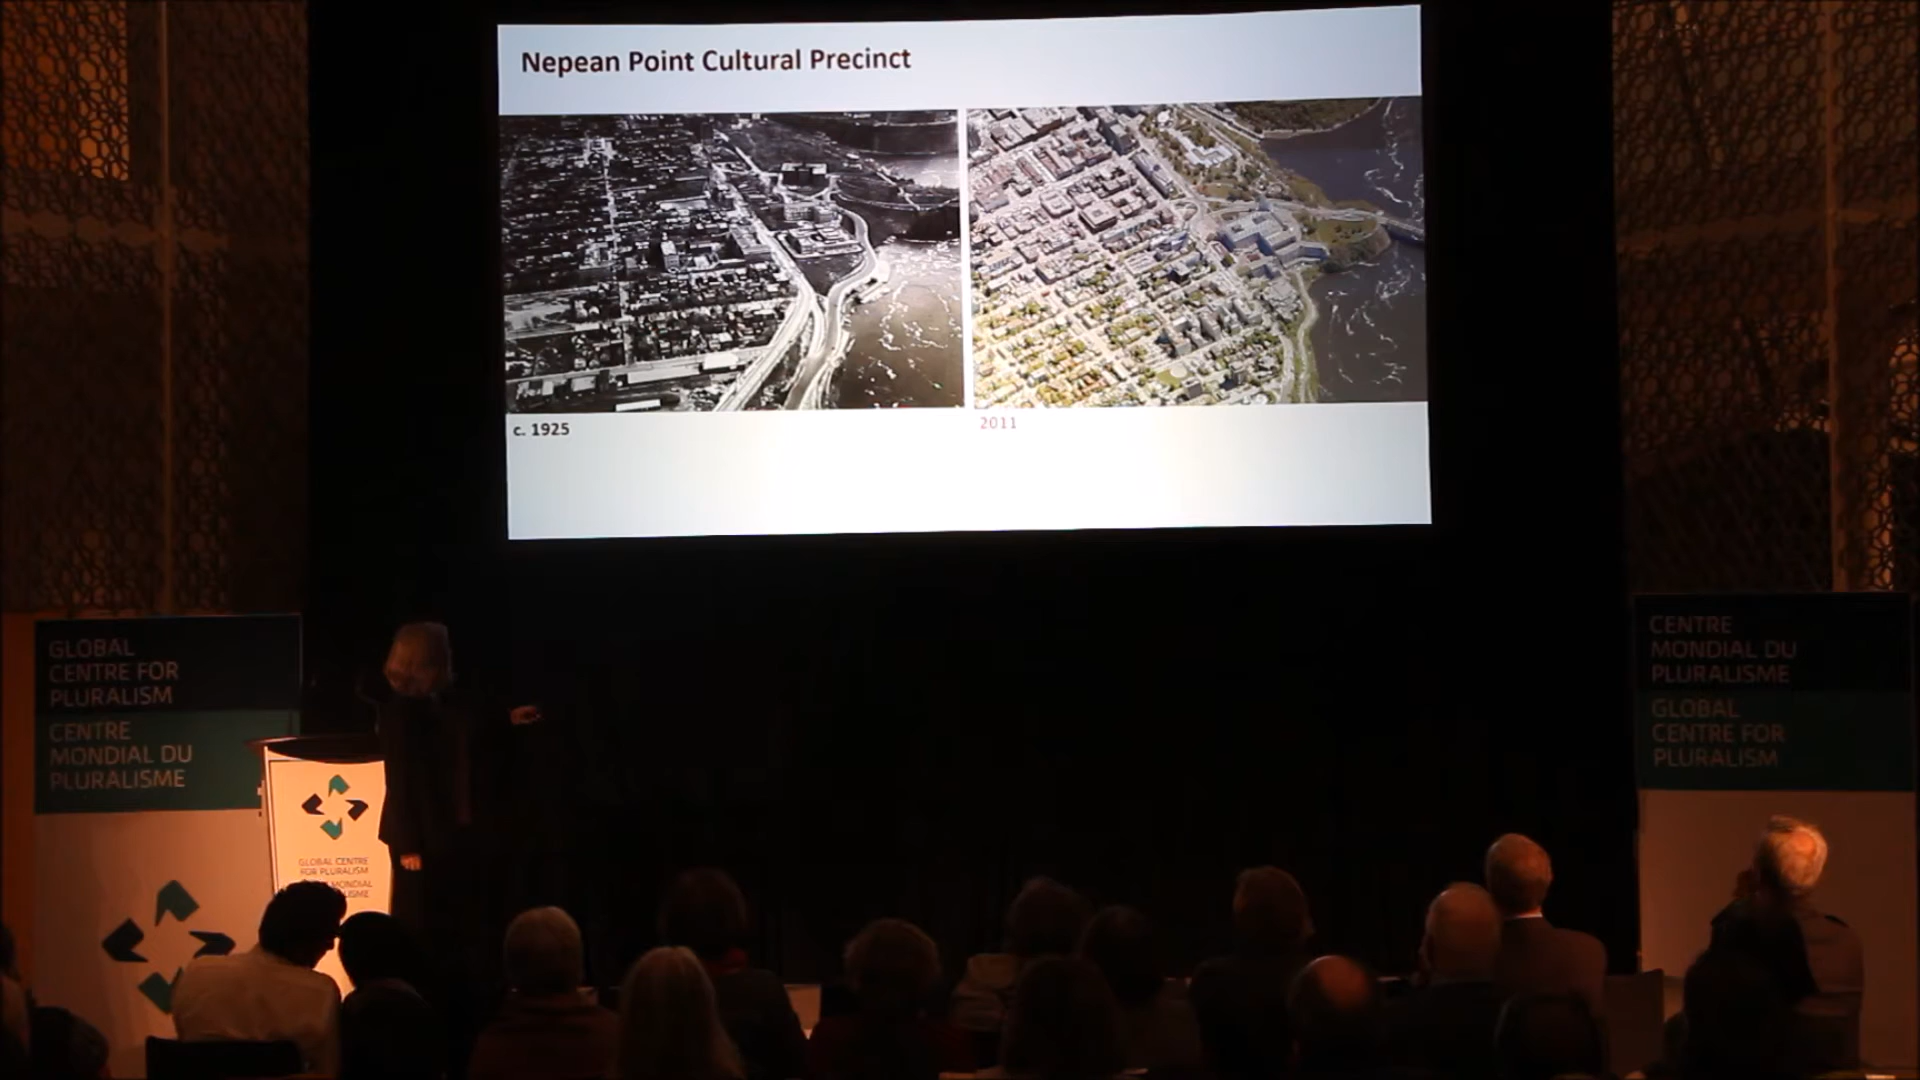 Nepean Point Cultural Precinct
c. 1925
2011
GLOBAL
CENTRE FOR
PLURALISM
CENTRE
MONDIAL DU
PLURALISME
GLOBAL CENTRE
FOR PLURALISM
MONDIAL
CENTRE
MONDIAL DU
PLURALISME
GLOBAL
CENTRE FOR
PLURALISM